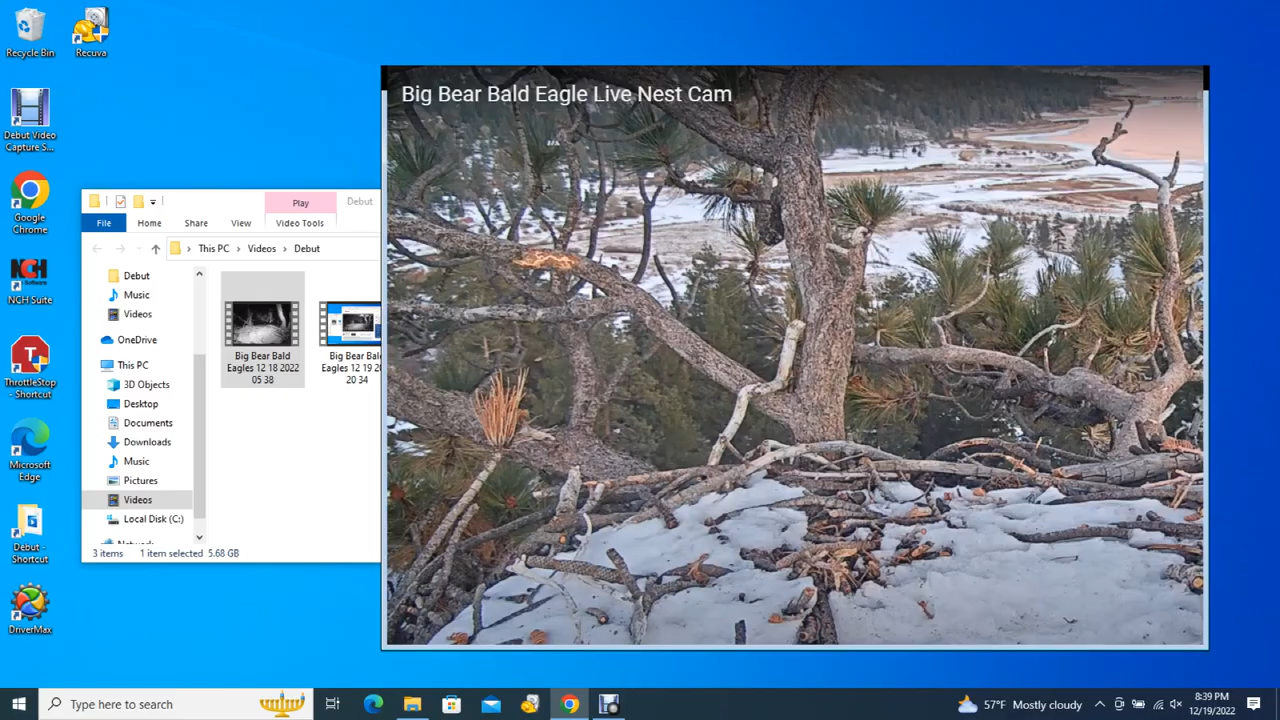 Recycle Bin
Recuva
Debut Video
Capture S...
Google
Chrome
NCH
NCH Suite
ThrottleStop
- Shortcut
Microsoft
Edge
Debut -
Shortcut
DriverMax
Play
Debut
File
Home
Share
View
Video Tools
This PC
Videos
Debut
Debut
Music
Videos
OneDrive
This PC
3D Objects
Desktop
Documents
Downloads
Music
Pictures
Videos
Local Disk (C:)
Big Bear Bald
Eagles 12 18 2022
05 38
Big Bear Bald
Eagles 12 19 20
20 34
3 items
1 item selected
5.68 GB
Big Bear Bald Eagle Live Nest Cam
Type here to search
57°F
Mostly cloudy
8:39 PM
12/19/2022